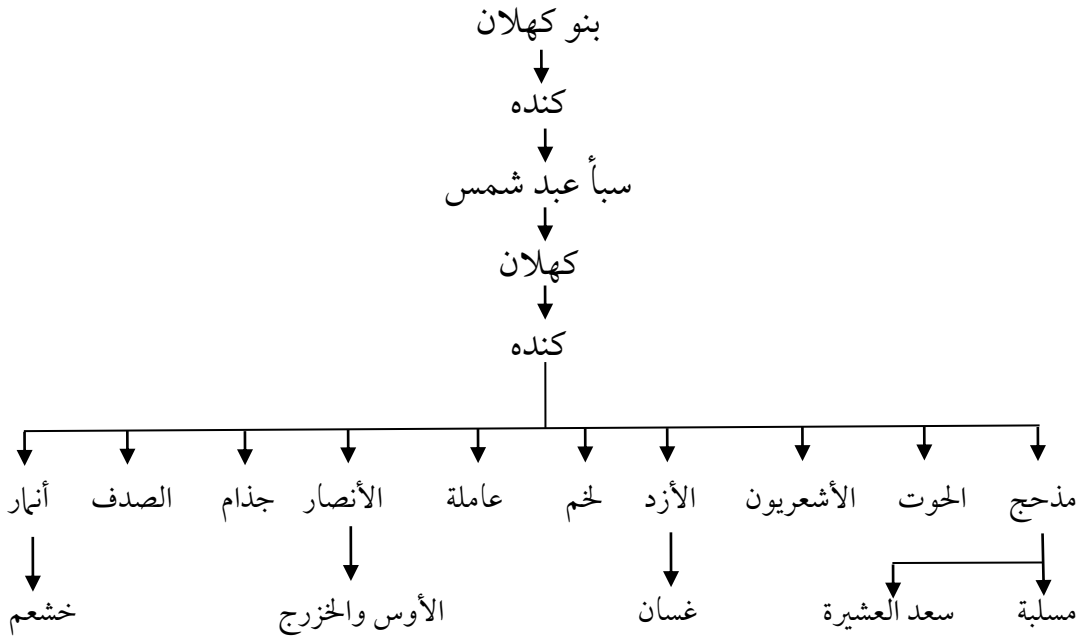 بنو كهلان
كنده
سبأ عبد شمس
كهلان
كنده
مذحج الحوت الأشعريون الأزد لخم عاملة الأنصار جذام الصدف أنمار
مسلبة سعد العشيرة غسان الأوس والخزرج خشعم